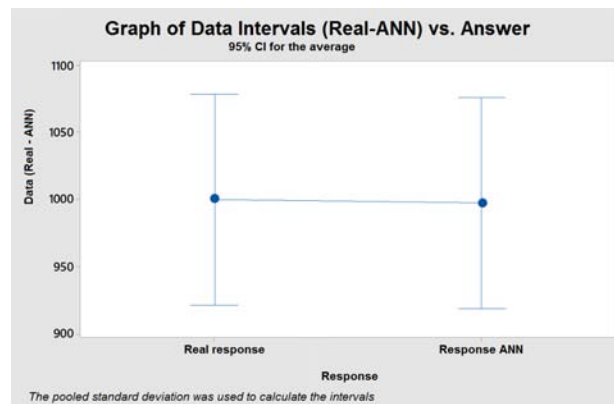 Graph of Data Intervals (Real-ANN) vs. Answer
95% CI for the average
Data (Real - ANN)
1100
1050
1000
950
900
Real response
Response ANN
Response
The pooled standard deviation was used to calculate the intervals